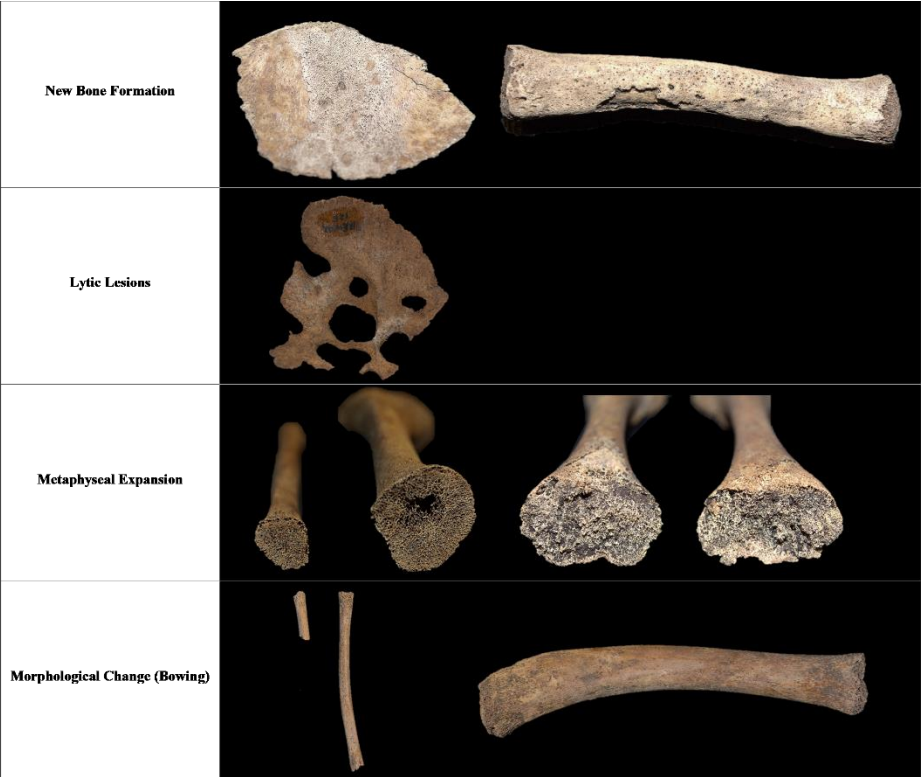 New Bone Formation
Lytic Lesions
Metaphyseal Expansion
Morphological Change (Bowing)